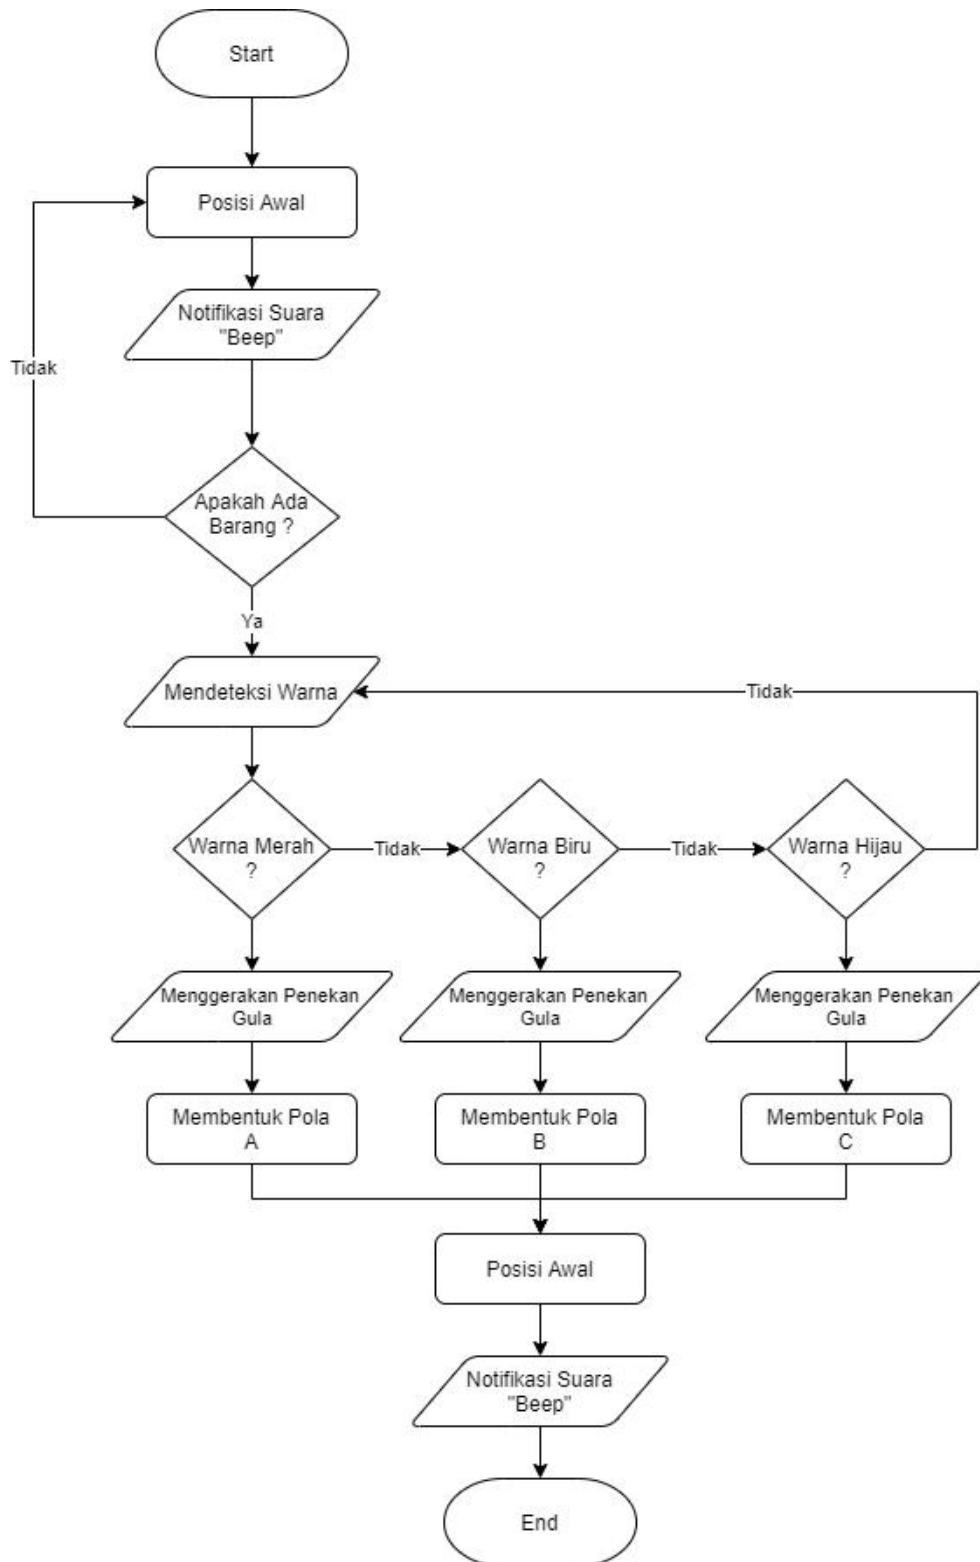 Start
Posisi Awal
Notifikasi Suara
"Beep"
Tidak
Apakah Ada
Barang ?
Ya
Mendeteksi Warna
Tidak
Warna Merah
?
Tidak
Warna Biru
?
Tidak
Warna Hijau
?
Menggerakan Penekan
Gula
Menggerakan Penekan
Gula
Menggerakan Penekan
Gula
Membentuk Pola
A
Membentuk Pola
B
Membentuk Pola
C
Posisi Awal
Notifikasi Suara
"Beep"
End